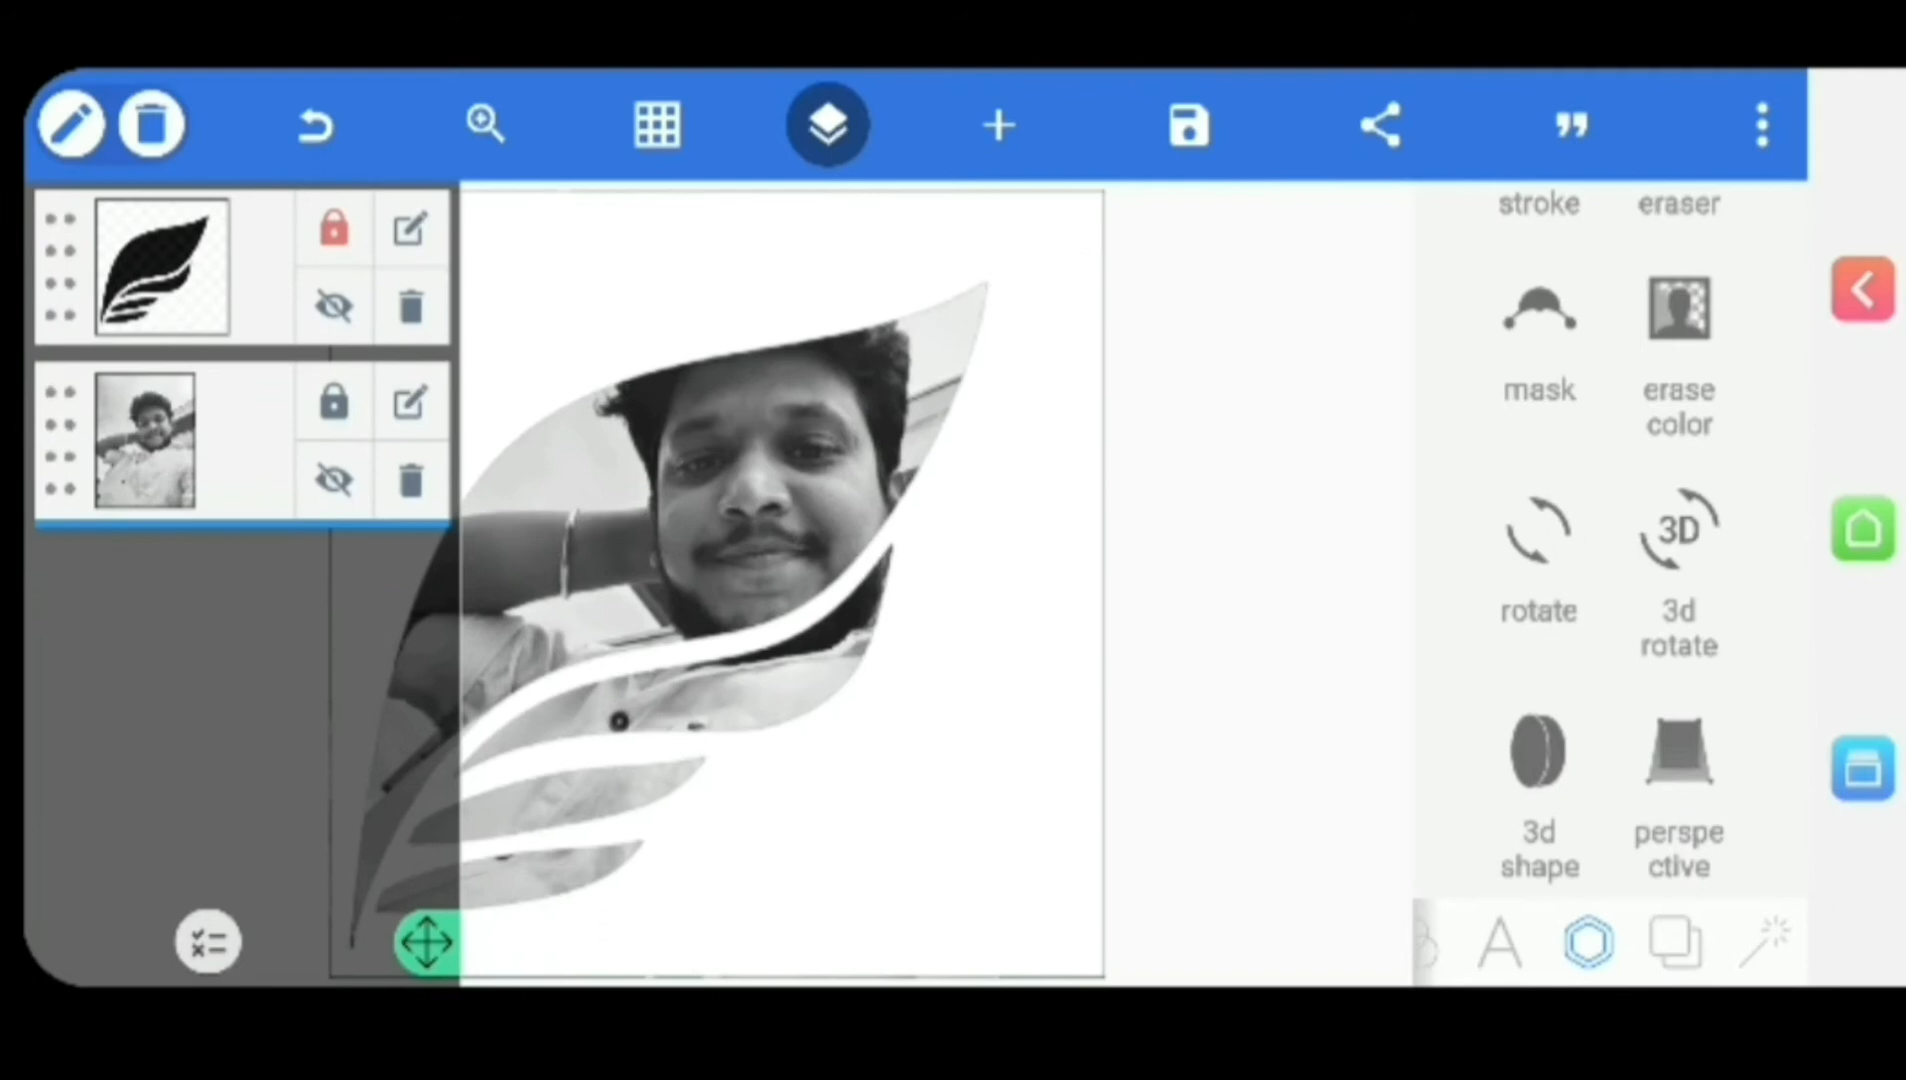 stroke eraser
mask erase
color
rotate 3D
3d
rotate
3d perspe
shape ctive
A